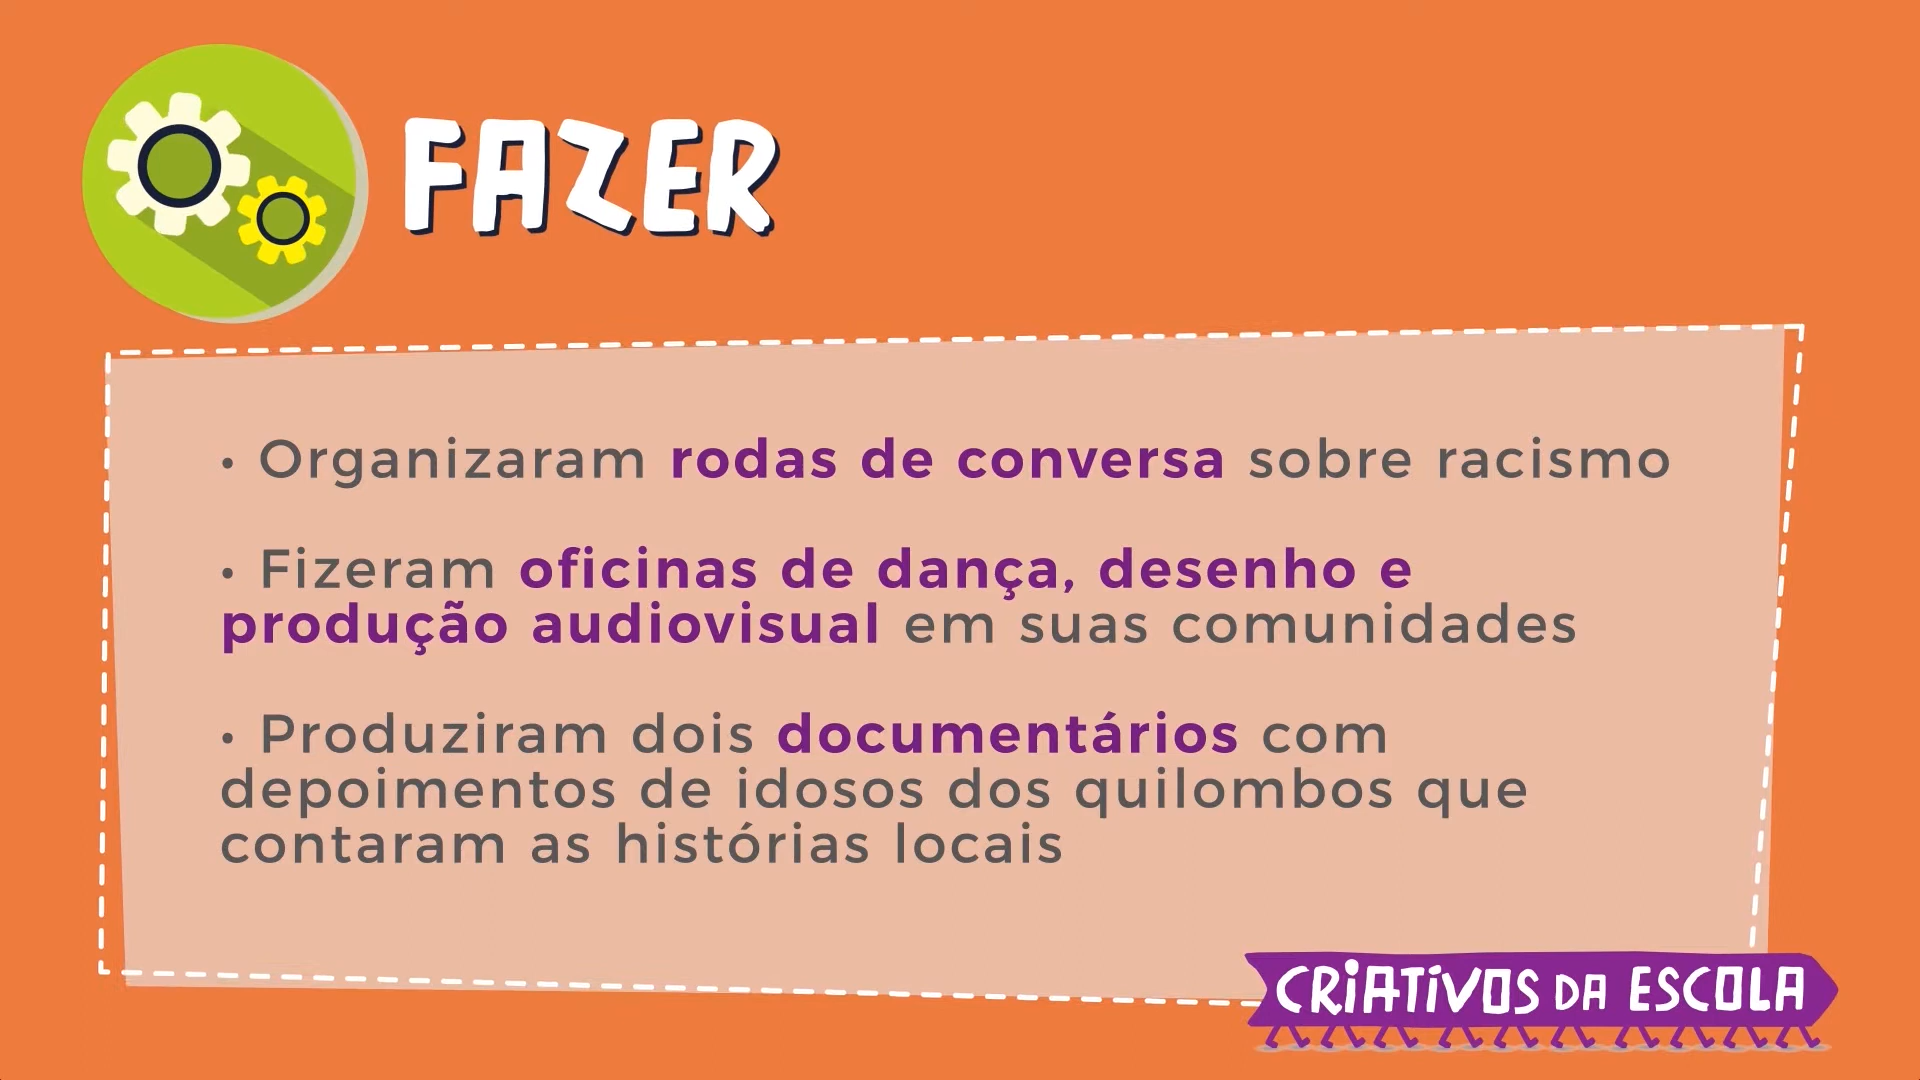 FAZER
• Organizaram rodas de conversa sobre racismo
• Fizeram oficinas de dança, desenho e
produção audiovisual em suas comunidades
• Produziram dois documentários com
depoimentos de idosos dos quilombos que
contaram as histórias locais
CRiATiVOS DA ESCOLA